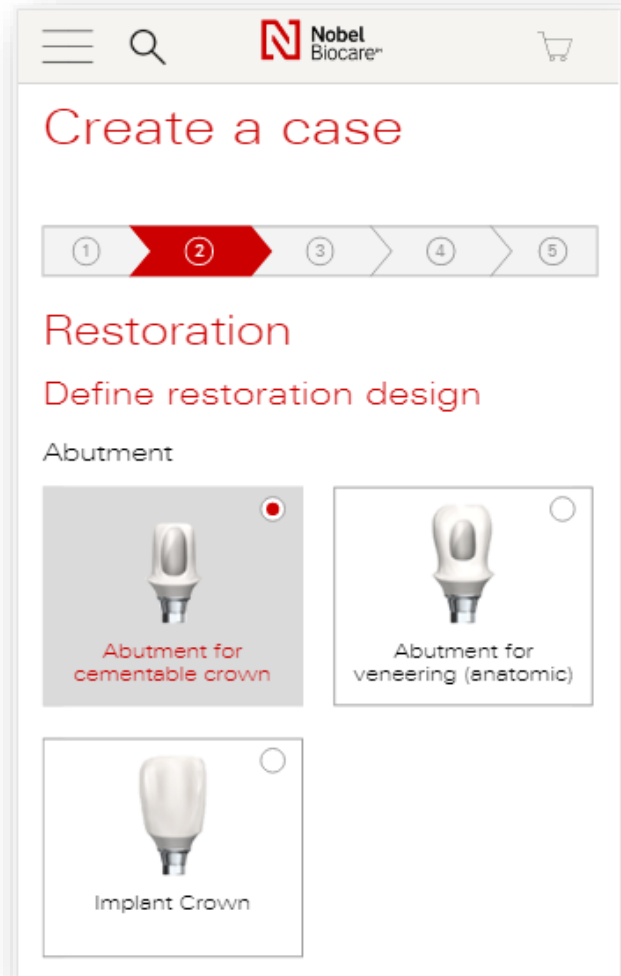 Nobel
Biocare™
Create a case
1 2 3 4 5
Restoration
Define restoration design
Abutment
Abutment for
cementable crown
Abutment for
veneering (anatomic)
Implant Crown